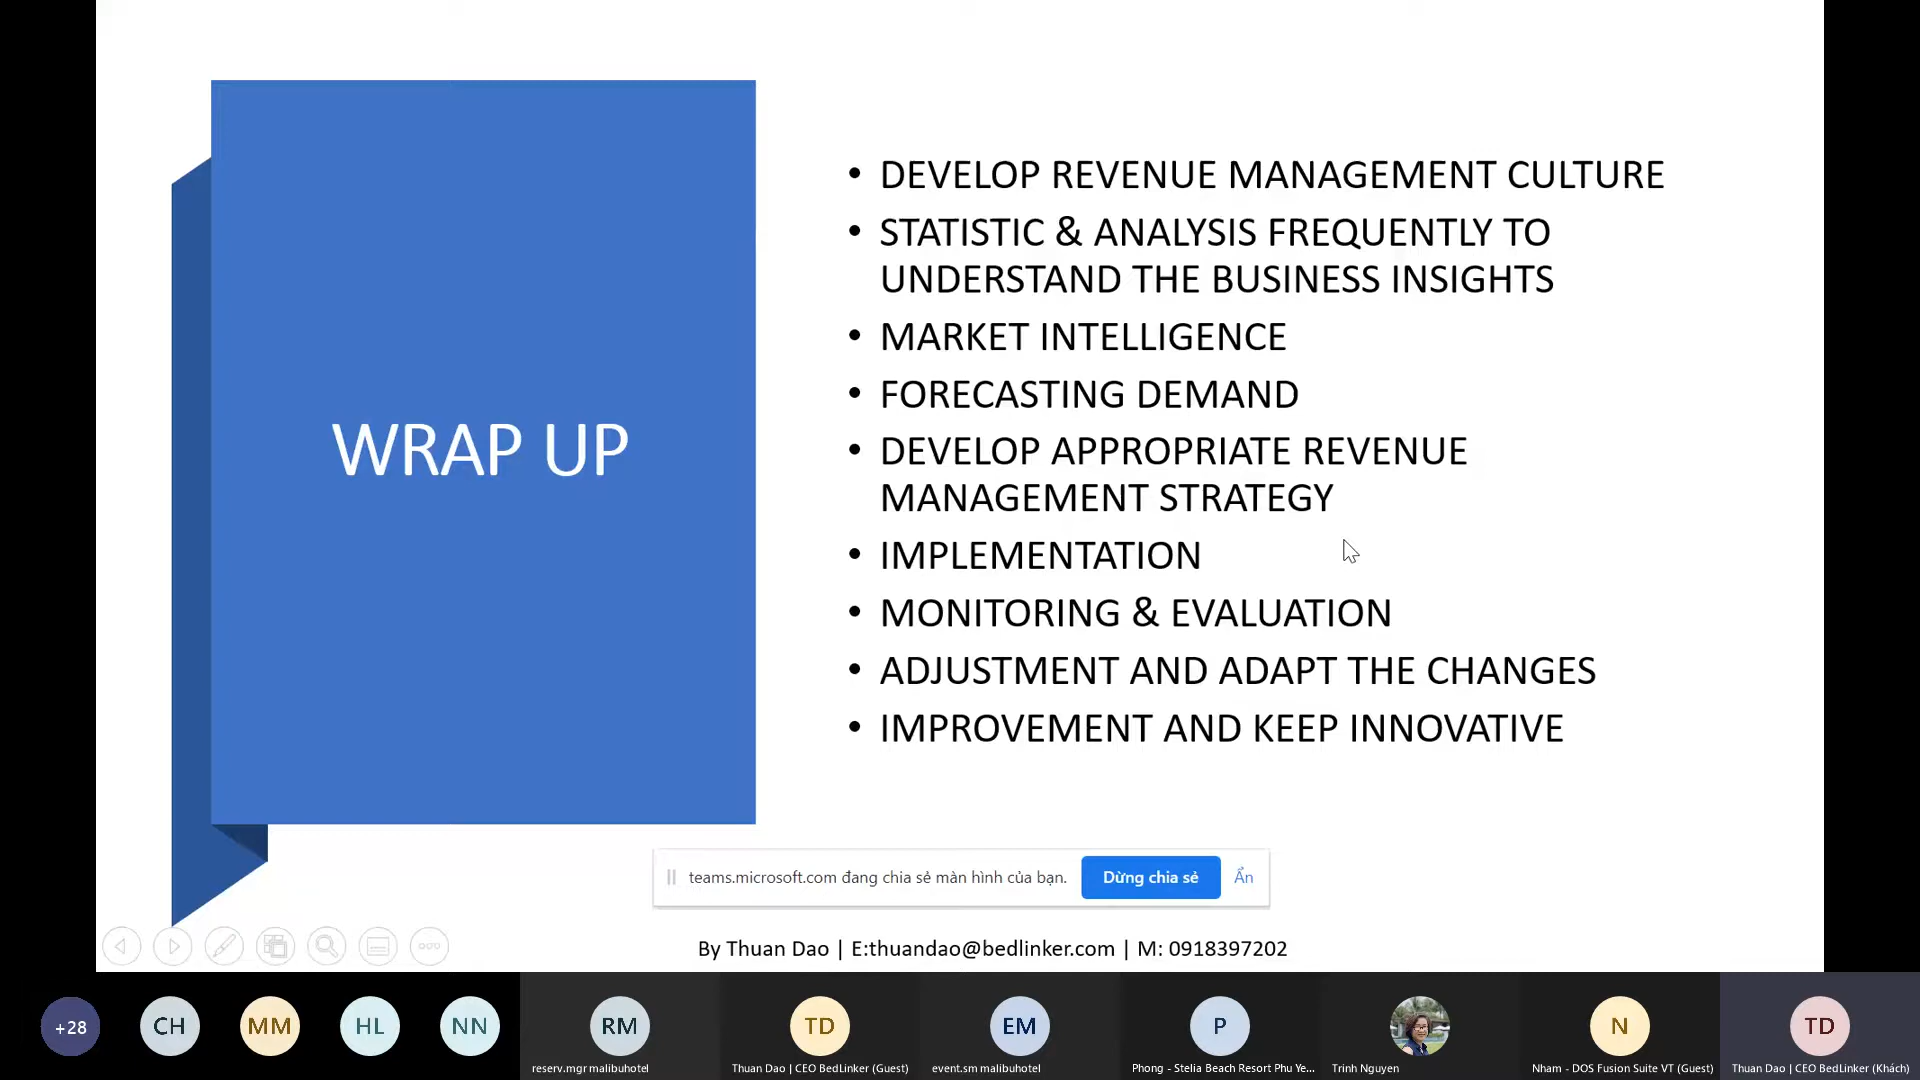 WRAP UP
• DEVELOP REVENUE MANAGEMENT CULTURE
• STATISTIC & ANALYSIS FREQUENTLY TO
UNDERSTAND THE BUSINESS INSIGHTS
• MARKET INTELLIGENCE
• FORECASTING DEMAND
• DEVELOP APPROPRIATE REVENUE
MANAGEMENT STRATEGY
• IMPLEMENTATION
• MONITORING & EVALUATION
• ADJUSTMENT AND ADAPT THE CHANGES
• IMPROVEMENT AND KEEP INNOVATIVE
teams.microsoft.com đang chia sẻ màn hình của bạn. Dừng chia sẻ Ẩn
By Thuan Dao | E:thuandao@bedlinker.com | M: 0918397202
+28 CH MM HL NN RM TD EM P N TD
reserv.mgr malibuhotel Thuan Dao | CEO BedLinker (Guest) event.sm malibuhotel Phong - Stelia Beach Resort Phu Ye... Trinh Nguyen Nham - DOS Fusion Suite VT (Guest) Thuan Dao | CEO BedLinker (Khách)